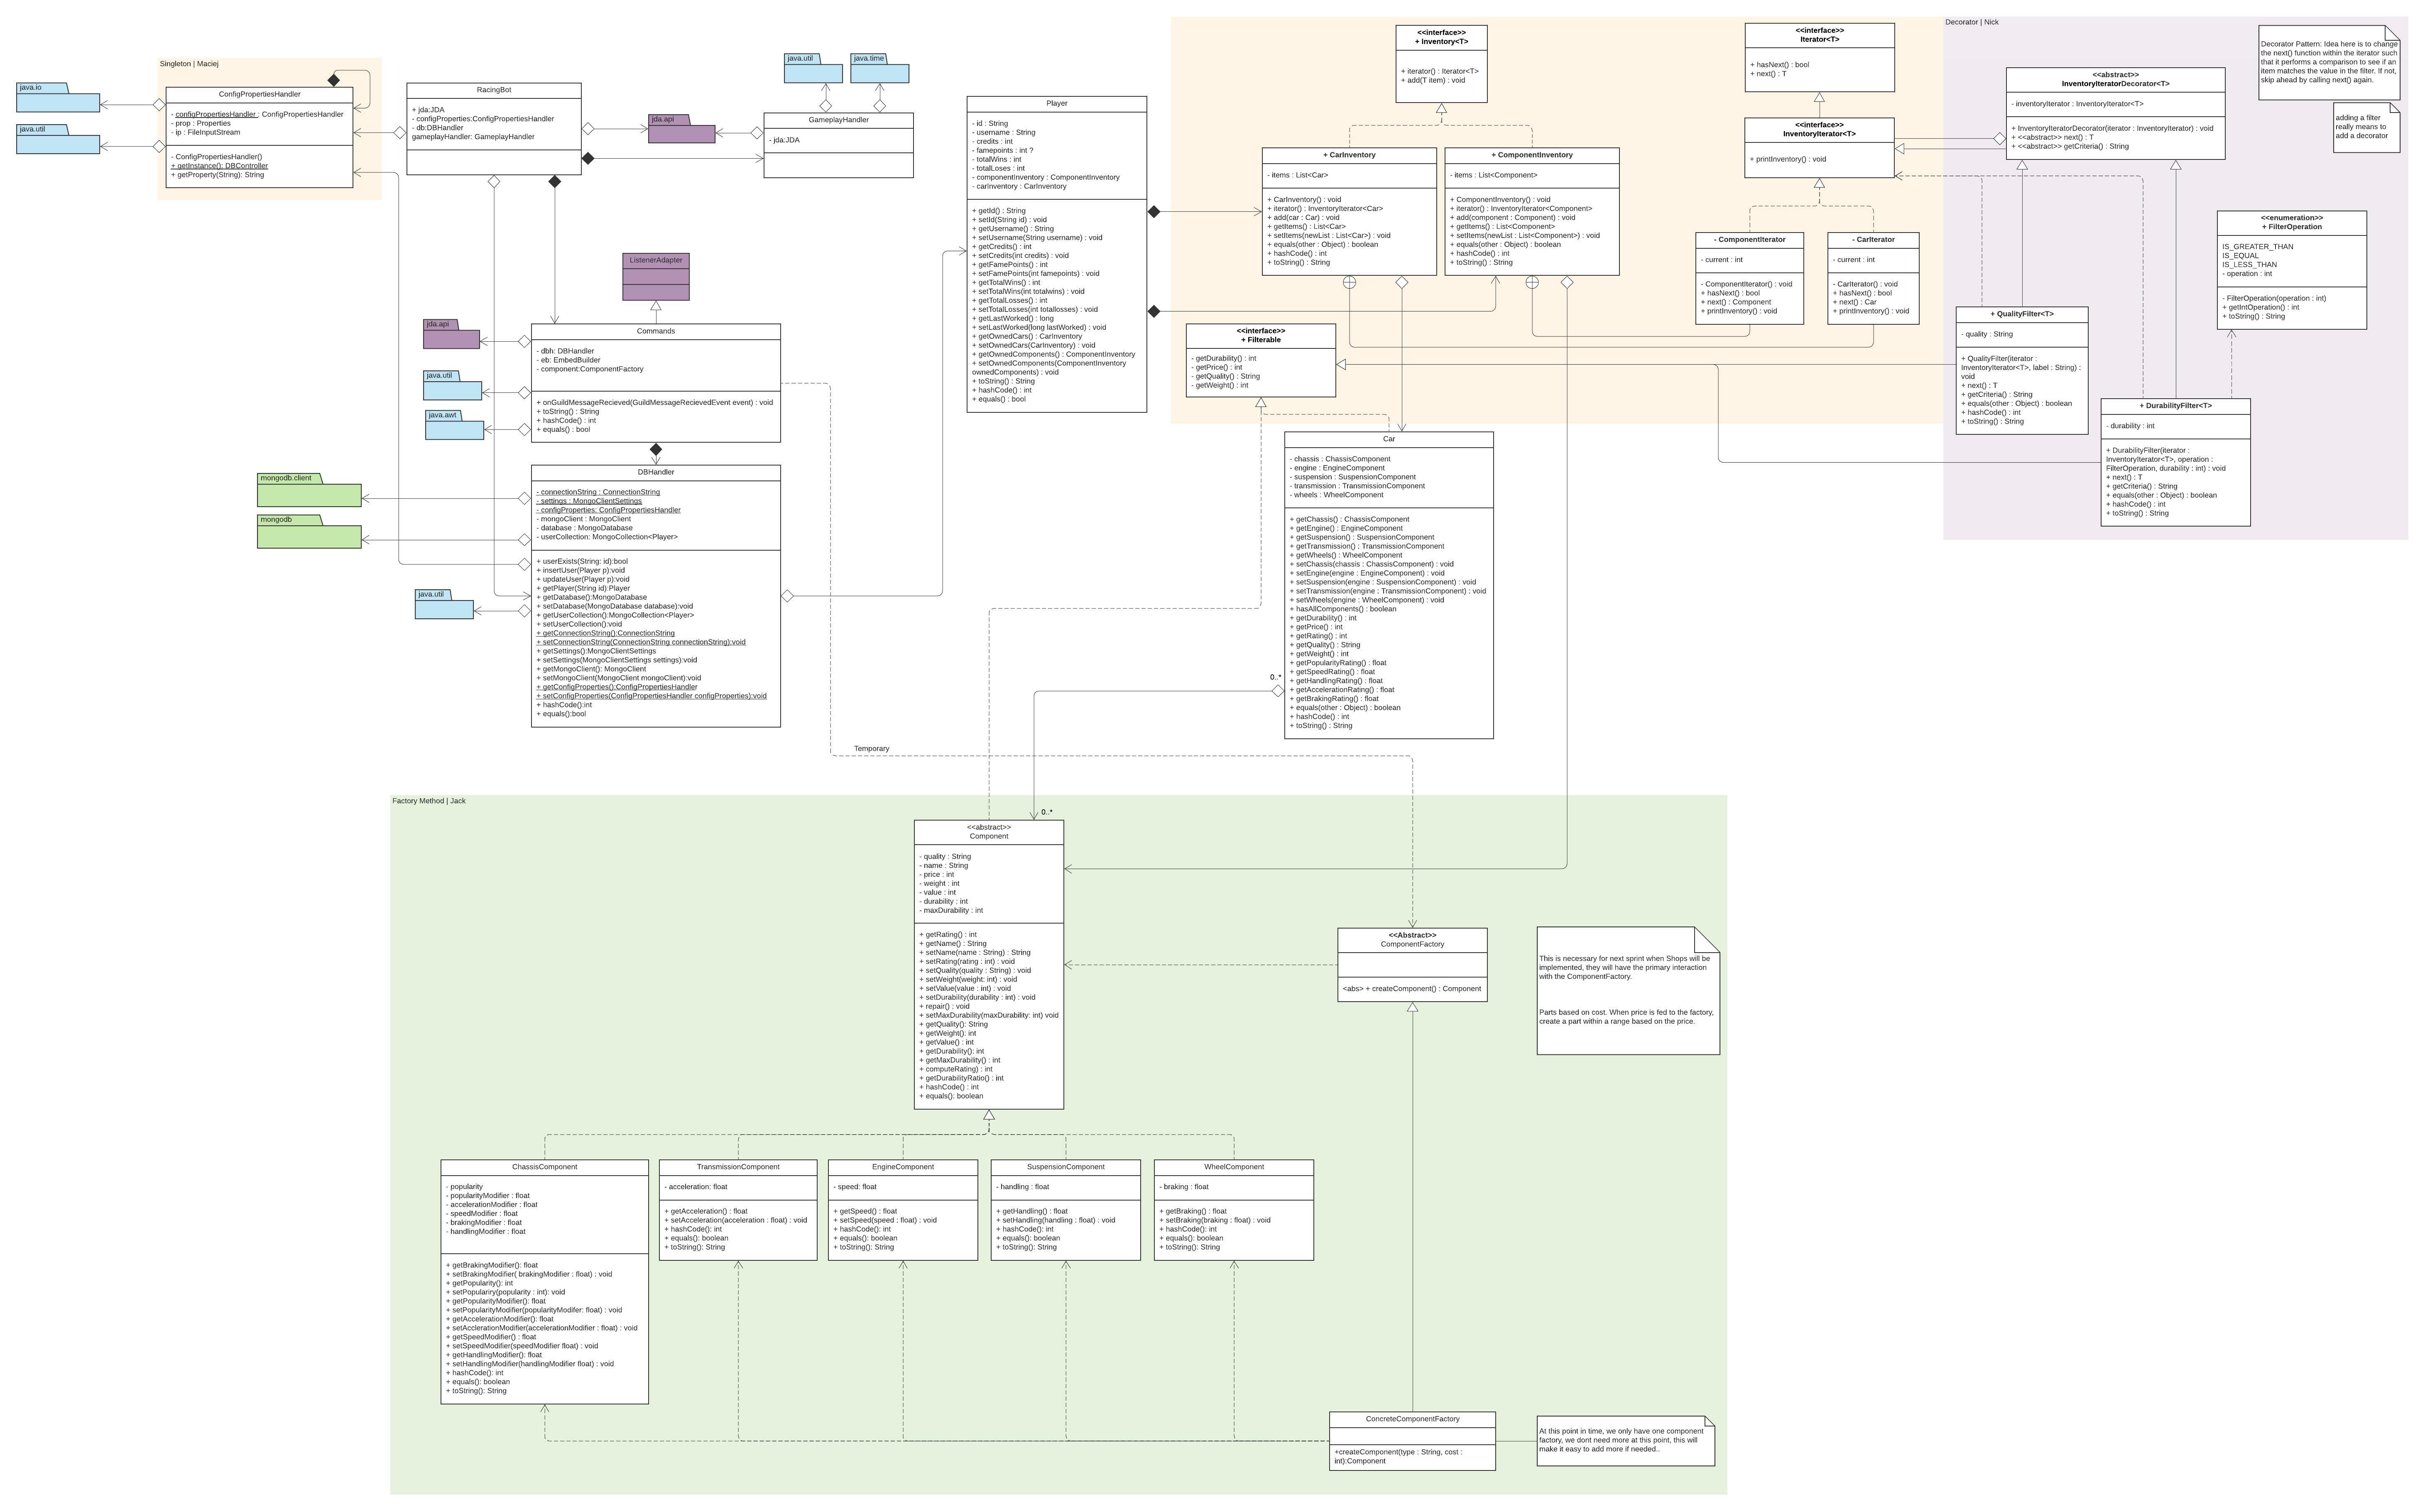 Singleton | Maciej
java.io
java.util
ConfigPropertiesHandler
- configPropertiesHandler : ConfigPropertiesHandler
- prop : Properties
- ip : FileInputStream
- ConfigPropertiesHandler()
+ getInstance(): DBController
+ getProperty(String): String
RacingBot
+ jda:JDA
- configProperties:ConfigPropertiesHandler
- db:DBHandler
gameplayHandler: GameplayHandler
jda.api
java.util
java.time
GameplayHandler
- jda:JDA
ListenerAdapter
jda.api
java.util
java.awt
Commands
- dbh: DBHandler
- eb: EmbedBuilder
- component:ComponentFactory
+ onGuildMessageRecieved(GuildMessageRecievedEvent event) : void
+ toString() : String
+ hashCode() : int
+ equals() : bool
mongodb.client
mongodb
java.util
DBHandler
- connectionString : ConnectionString
- settings : MongoClientSettings
- configProperties: ConfigPropertiesHandler
- mongoClient : MongoClient
- database : MongoDatabase
- userCollection: MongoCollection<Player>
+ userExists(String: id):bool
+ insertUser(Player p):void
+ updateUser(Player p):void
+ getPlayer(String id):Player
+ getDatabase():MongoDatabase
+ setDatabase(MongoDatabase database):void
+ getUserCollection():MongoCollection<Player>
+ setUserCollection():void
+ getConnectionString():ConnectionString
+ setConnectionString(ConnectionString connectionString):void
+ getSettings():MongoClientSettings
+ setSettings(MongoClientSettings settings):void
+ getMongoClient(): MongoClient
+ setMongoClient(MongoClient mongoClient):void
+ getConfigProperties():ConfigPropertiesHandler
+ setConfigProperties(ConfigPropertiesHandler configProperties):void
+ hashCode():int
+ equals():bool
Player
- id : String
- username : String
- credits : int
- famepoints : int ?
- totalWins : int
- totalLoses : int
- componentInventory : ComponentInventory
- carInventory : CarInventory
+ getId() : String
+ setId(String id) : void
+ getUsername() : String
+ setUsername(String username) : void
+ getCredits() : int
+ setCredits(int credits) : void
+ getFamePoints() : int
+ setFamePoints(int famepoints) : void
+ getTotalWins() : int
+ setTotalWins(int totalwins) : void
+ getTotalLosses() : int
+ setTotalLosses(int totallosses) : void
+ getLastWorked() : long
+ setLastWorked(long lastWorked) : void
+ getOwnedCars() : CarInventory
+ setOwnedCars(CarInventory) : void
+ getOwnedComponents() : ComponentInventory
+ setOwnedComponents(ComponentInventory
ownedComponents) : void
+ toString() : String
+ hashCode() : int
+ equals() : bool
<<interface>>
+ Inventory<T>
+ iterator() : Iterator<T>
+ add(T item) : void
+ CarInventory
- items : List<Car>
+ CarInventory() : void
+ iterator() : InventoryIterator<Car>
+ add(car : Car) : void
+ getItems() : List<Car>
+ setItems(newList : List<Car>) : void
+ equals(other : Object) : boolean
+ hashCode() : int
+ toString() : String
+ ComponentInventory
- items : List<Component>
+ ComponentInventory() : void
+ iterator() : InventoryIterator<Component>
+ add(component : Component) : void
+ getItems() : List<Component>
+ setItems(newList : List<Component>) : void
+ equals(other : Object) : boolean
+ hashCode() : int
+ toString() : String
<<interface>>
+ Filterable
- getDurability() : int
- getPrice() : int
- getQuality() : String
- getWeight() : int
<<interface>>
Iterator<T>
+ hasNext() : bool
+ next() : T
<<interface>>
InventoryIterator<T>
+ printInventory() : void
- ComponentIterator
- current : int
- ComponentIterator() : void
+ hasNext() : bool
+ next() : Component
+ printInventory() : void
- CarIterator
- current : int
- CarIterator() : void
+ hasNext() : bool
+ next() : Car
+ printInventory() : void
Decorator | Nick
<<abstract>>
InventoryIteratorDecorator<T>
- inventoryIterator : InventoryIterator<T>
+ InventoryIteratorDecorator(iterator : InventoryIterator) : void
+ <<abstract>> next() : T
+ <<abstract>> getCriteria() : String
Decorator Pattern: Idea here is to change
the next() function within the iterator such
that it performs a comparison to see if an
item matches the value in the filter. If not,
skip ahead by calling next() again.
adding a filter
really means to
add a decorator
<<enumeration>>
+ FilterOperation
IS_GREATER_THAN
IS_EQUAL
IS_LESS_THAN
- operation : int
- FilterOperation(operation : int)
+ getIntOperation() : int
+ toString() : String
+ QualityFilter<T>
- quality : String
+ QualityFilter(iterator :
InventoryIterator<T>, label : String) :
void
+ next() : T
+ getCriteria() : String
+ equals(other : Object) : boolean
+ hashCode() : int
+ toString() : String
+ DurabilityFilter<T>
- durability : int
+ DurabilityFilter(iterator :
InventoryIterator<T>, operation :
FilterOperation, durability : int) : void
+ next() : T
+ getCriteria() : String
+ equals(other : Object) : boolean
+ hashCode() : int
+ toString() : String
Car
- chassis : ChassisComponent
- engine : EngineComponent
- suspension : SuspensionComponent
- transmission : TransmissionComponent
- wheels : WheelComponent
+ getChassis() : ChassisComponent
+ getEngine() : EngineComponent
+ getSuspension() : SuspensionComponent
+ getTransmission() : TransmissionComponent
+ getWheels() : WheelComponent
+ setChassis(chassis : ChassisComponent) : void
+ setEngine(engine : EngineComponent) : void
+ setSuspension(engine : SuspensionComponent) : void
+ setTransmission(engine : TransmissionComponent) : void
+ setWheels(engine : WheelComponent) : void
+ hasAllComponents() : boolean
+ getDurability() : int
+ getPrice() : int
+ getRating() : int
+ getQuality() : String
+ getWeight() : int
+ getPopularityRating() : float
+ getSpeedRating() : float
+ getHandlingRating() : float
+ getAccelerationRating() : float
+ getBrakingRating() : float
+ equals(other : Object) : boolean
+ hashCode() : int
+ toString() : String
0..*
Temporary
Factory Method | Jack
0..*
<<abstract>>
Component
- quality : String
- name : String
- price : int
- weight : int
- value : int
- durability : int
- maxDurability : int
+ getRating() : int
+ getName() : String
+ setName(name : String) : String
+ setRating(rating : int) : void
+ setQuality(quality : String) : void
+ setWeight(weight: int) : void
+ setValue(value : int) : void
+ setDurability(durability : int) : void
+ repair() : void
+ setMaxDurability(maxDurability: int) void
+ getQuality(): String
+ getWeight(): int
+ getValue() : int
+ getDurability(): int
+ getMaxDurability() : int
+ computeRating) : int
+ getDurabilityRatio() : int
+ hashCode() : int
+ equals(): boolean
<<Abstract>>
ComponentFactory
<abs> + createComponent() : Component
This is necessary for next sprint when Shops will be
implemented, they will have the primary interaction
with the ComponentFactory.
Parts based on cost. When price is fed to the factory,
create a part within a range based on the price.
ChassisComponent
- popularity
- popularityModifier : float
- accelerationModifier : float
- speedModifier : float
- brakingModifier : float
- handlingModifier : float
+ getBrakingModifier(): float
+ setBrakingModifier( brakingModifier : float) : void
+ getPopularity(): int
+ setPopulariry(popularity : int): void
+ getPopularityModifier(): float
+ setPopularityModifier(popularityModifer: float) : void
+ getAccelerationModifier(): float
+ setAcclerationModifier(accelerationModifier : float) : void
+ getSpeedModifier() : float
+ setSpeedModifier(speedModifier float) : void
+ getHandlingModifier(): float
+ setHandlingModifier(handlingModifier float) : void
+ hashCode(): int
+ equals(): boolean
+ toString(): String
TransmissionComponent
- acceleration: float
+ getAcceleration() : float
+ setAcceleration(acceleration : float) : void
+ hashCode(): int
+ equals(): boolean
+ toString(): String
EngineComponent
- speed: float
+ getSpeed() : float
+ setSpeed(speed : float) : void
+ hashCode(): int
+ equals(): boolean
+ toString(): String
SuspensionComponent
- handling : float
+ getHandling() : float
+ setHandling(handling : float) : void
+ hashCode(): int
+ equals(): boolean
+ toString(): String
WheelComponent
- braking : float
+ getBraking() : float
+ setBraking(braking : float) : void
+ hashCode(): int
+ equals(): boolean
+ toString(): String
ConcreteComponentFactory
+createComponent(type : String, cost :
int):Component
At this point in time, we only have one component
factory, we dont need more at this point, this will
make it easy to add more if needed..